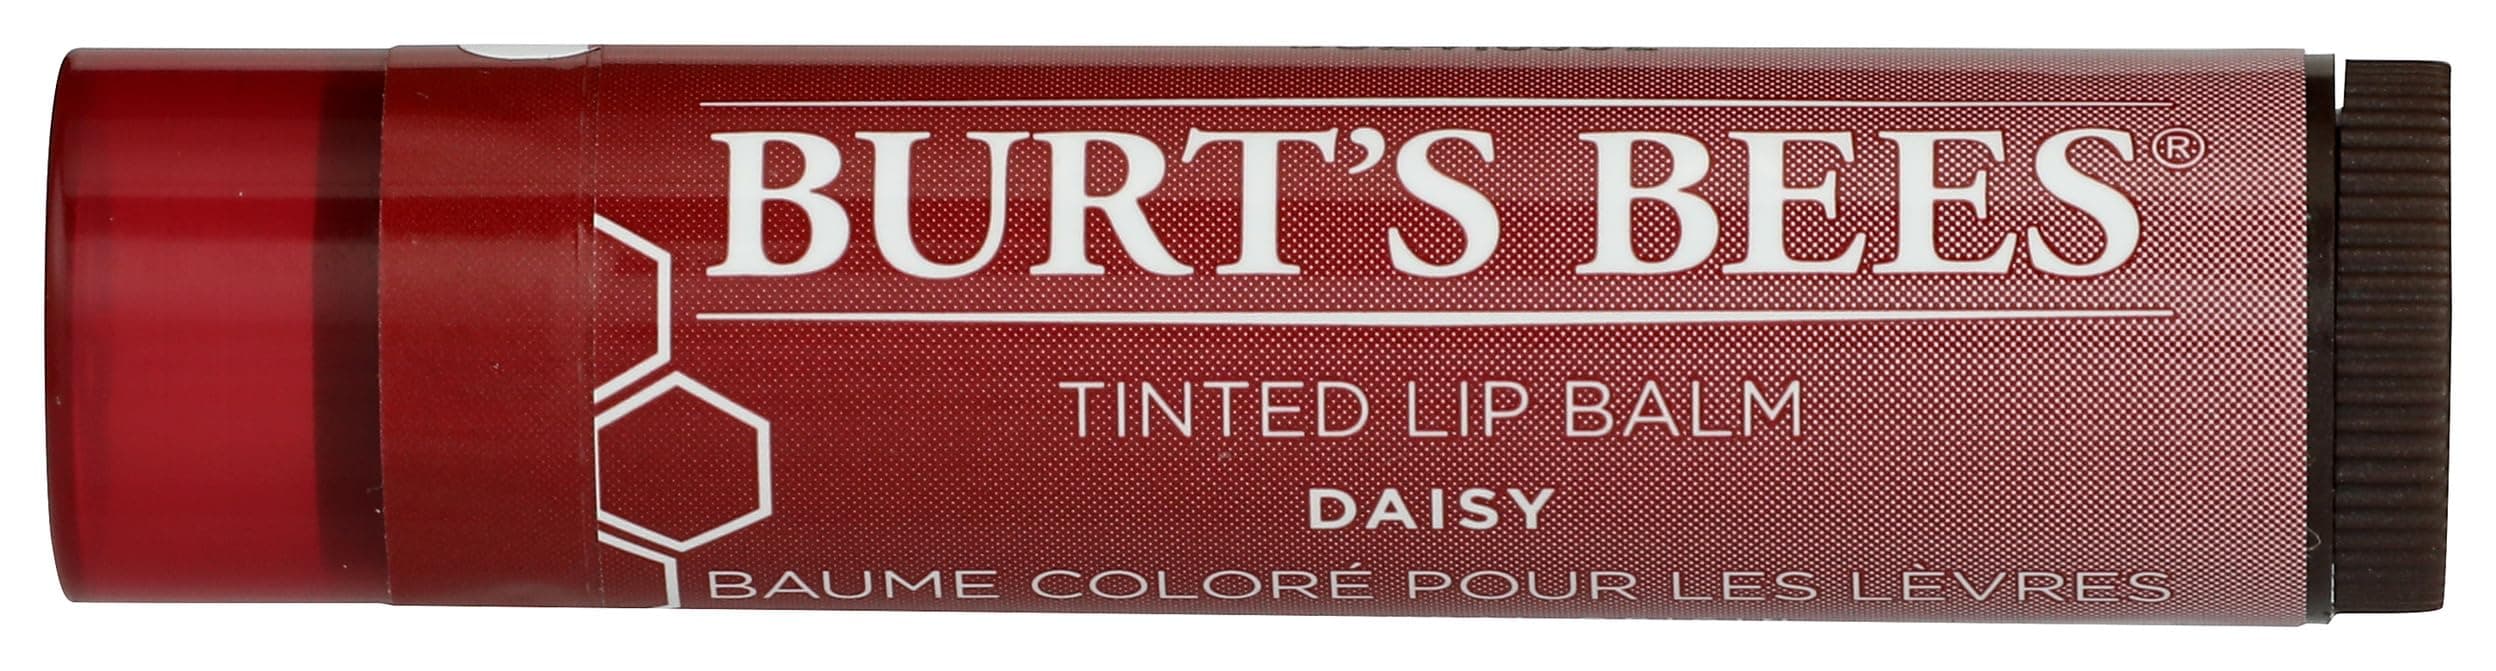 BURT'S BEES®
TINTED LIP BALM
DAISY
BAUME COLORÉ POUR LES LÈVRES